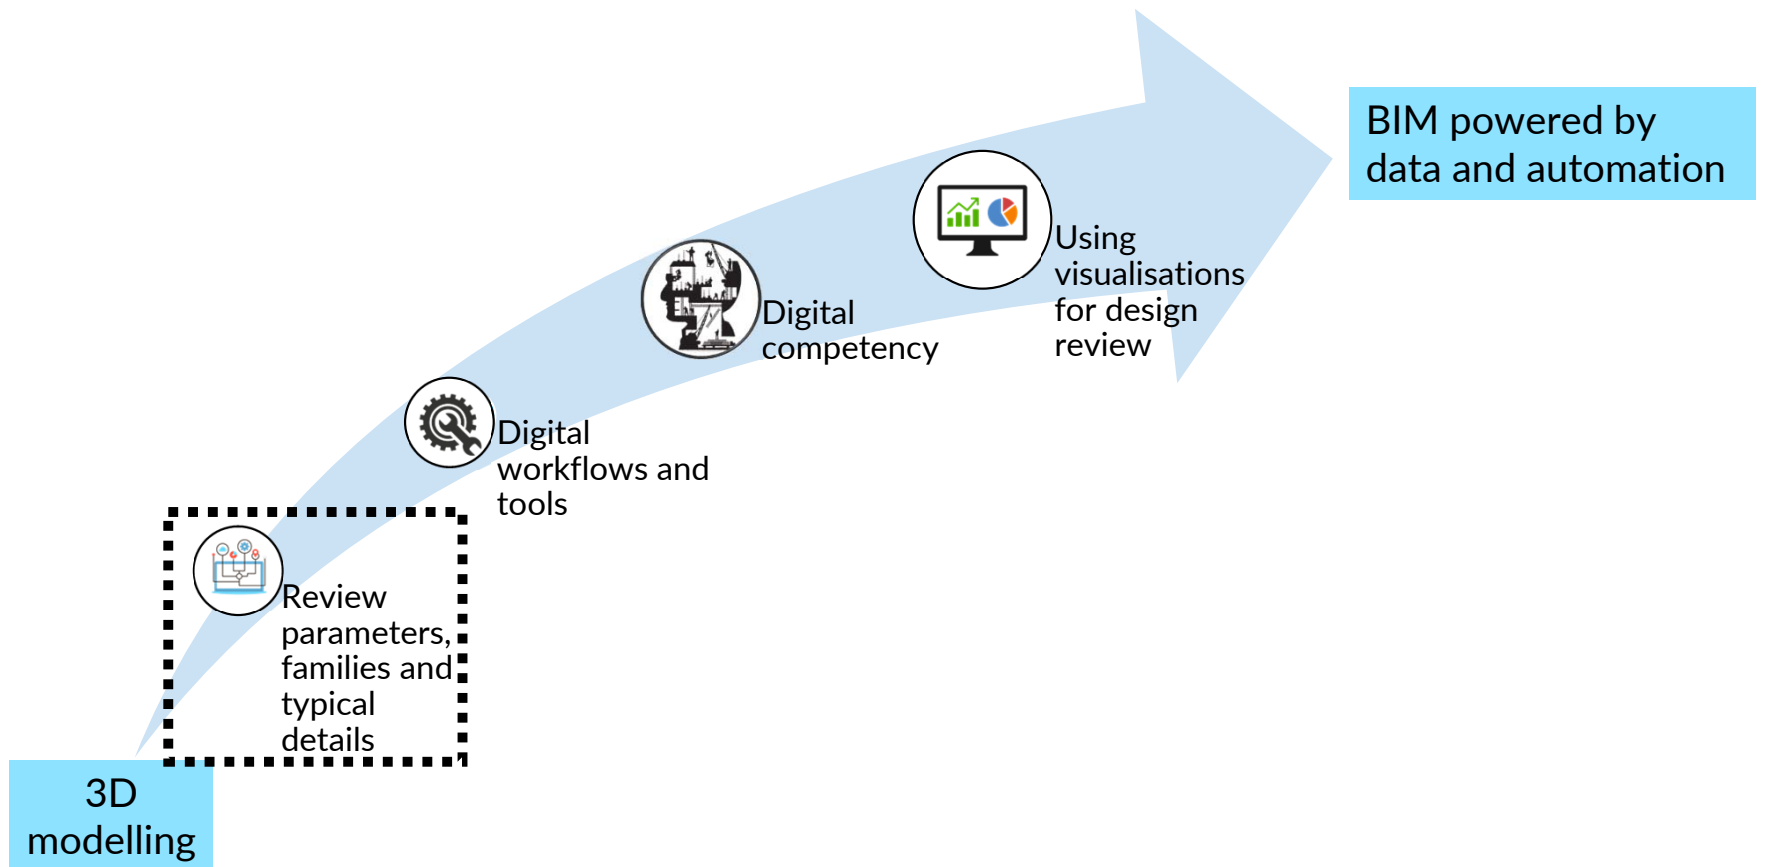 BIM powered by
data and automation
Using
visualisations
for design
review
Digital
competency
Digital
workflows and
tools
Review
parameters,
families and
typical
details
3D
modelling